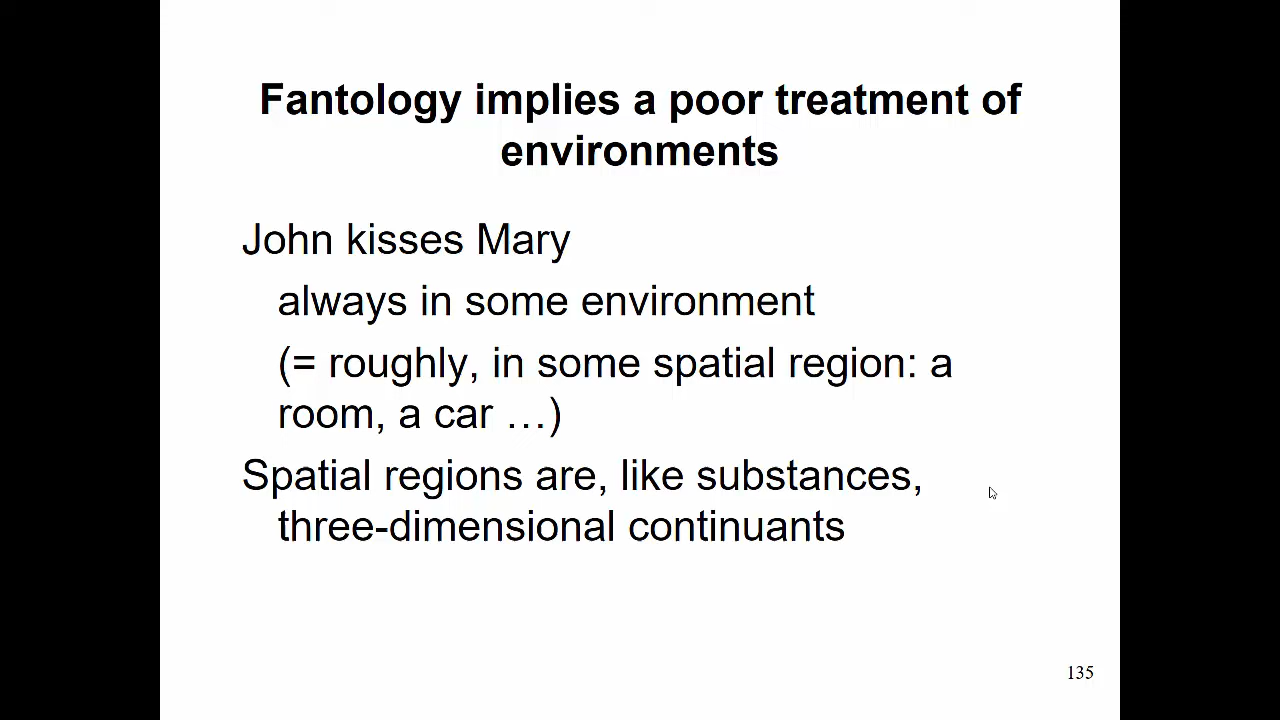 Fantology implies a poor treatment of
environments
John kisses Mary
always in some environment
(= roughly, in some spatial region: a
room, a car …)
Spatial regions are, like substances,
three-dimensional continuants
135